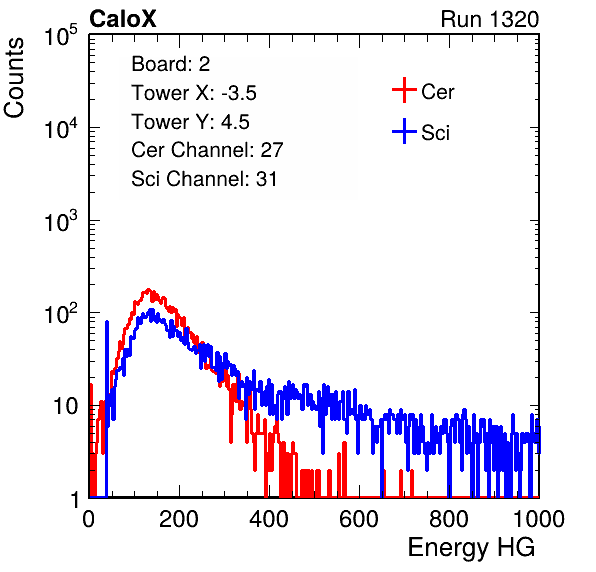 CaloX Run 1320
Counts
10^5
10^4
10^3
10^2
10
1
Board: 2
Tower X: -3.5
Tower Y: 4.5
Cer Channel: 27
Sci Channel: 31
Cer
Sci
0 200 400 600 800 1000
Energy HG